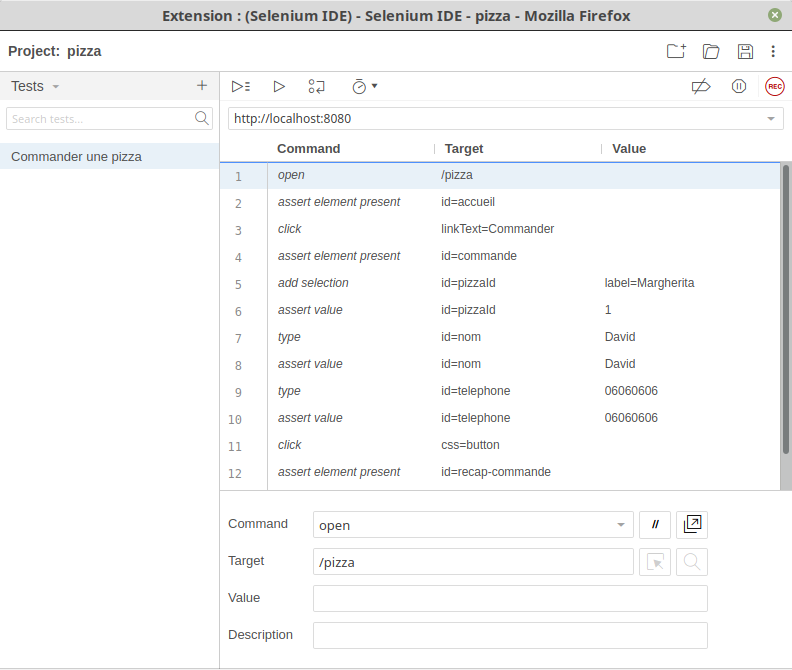 Extension : (Selenium IDE) - Selenium IDE - pizza - Mozilla Firefox
Project: pizza
Tests
REC
Search tests...
http://localhost:8080
Commander une pizza
Command Target Value
1 open /pizza
2 assert element present id=accueil
3 click linkText=Commander
4 assert element present id=commande
5 add selection id=pizzaId label=Margherita
6 assert value id=pizzaId 1
7 type id=nom David
8 assert value id=nom David
9 type id=telephone 06060606
10 assert value id=telephone 06060606
11 click css=button
12 assert element present id=recap-commande
Command open //
Target /pizza
Value
Description